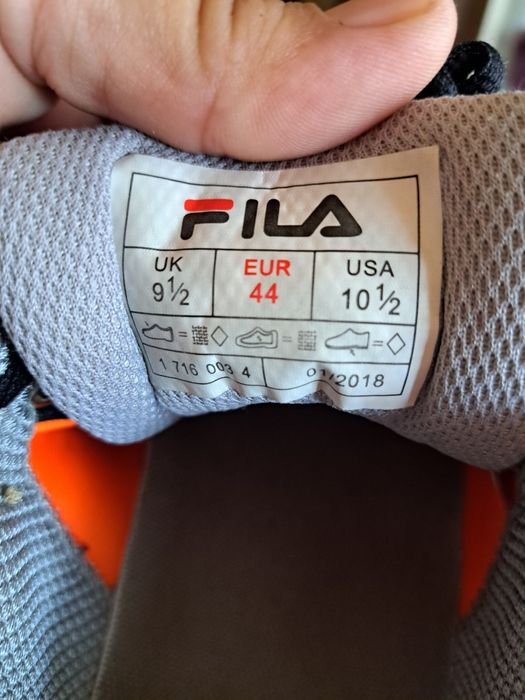 FILA
UK EUR USA
9½ 44 10½
1 716 003 4 01/2018